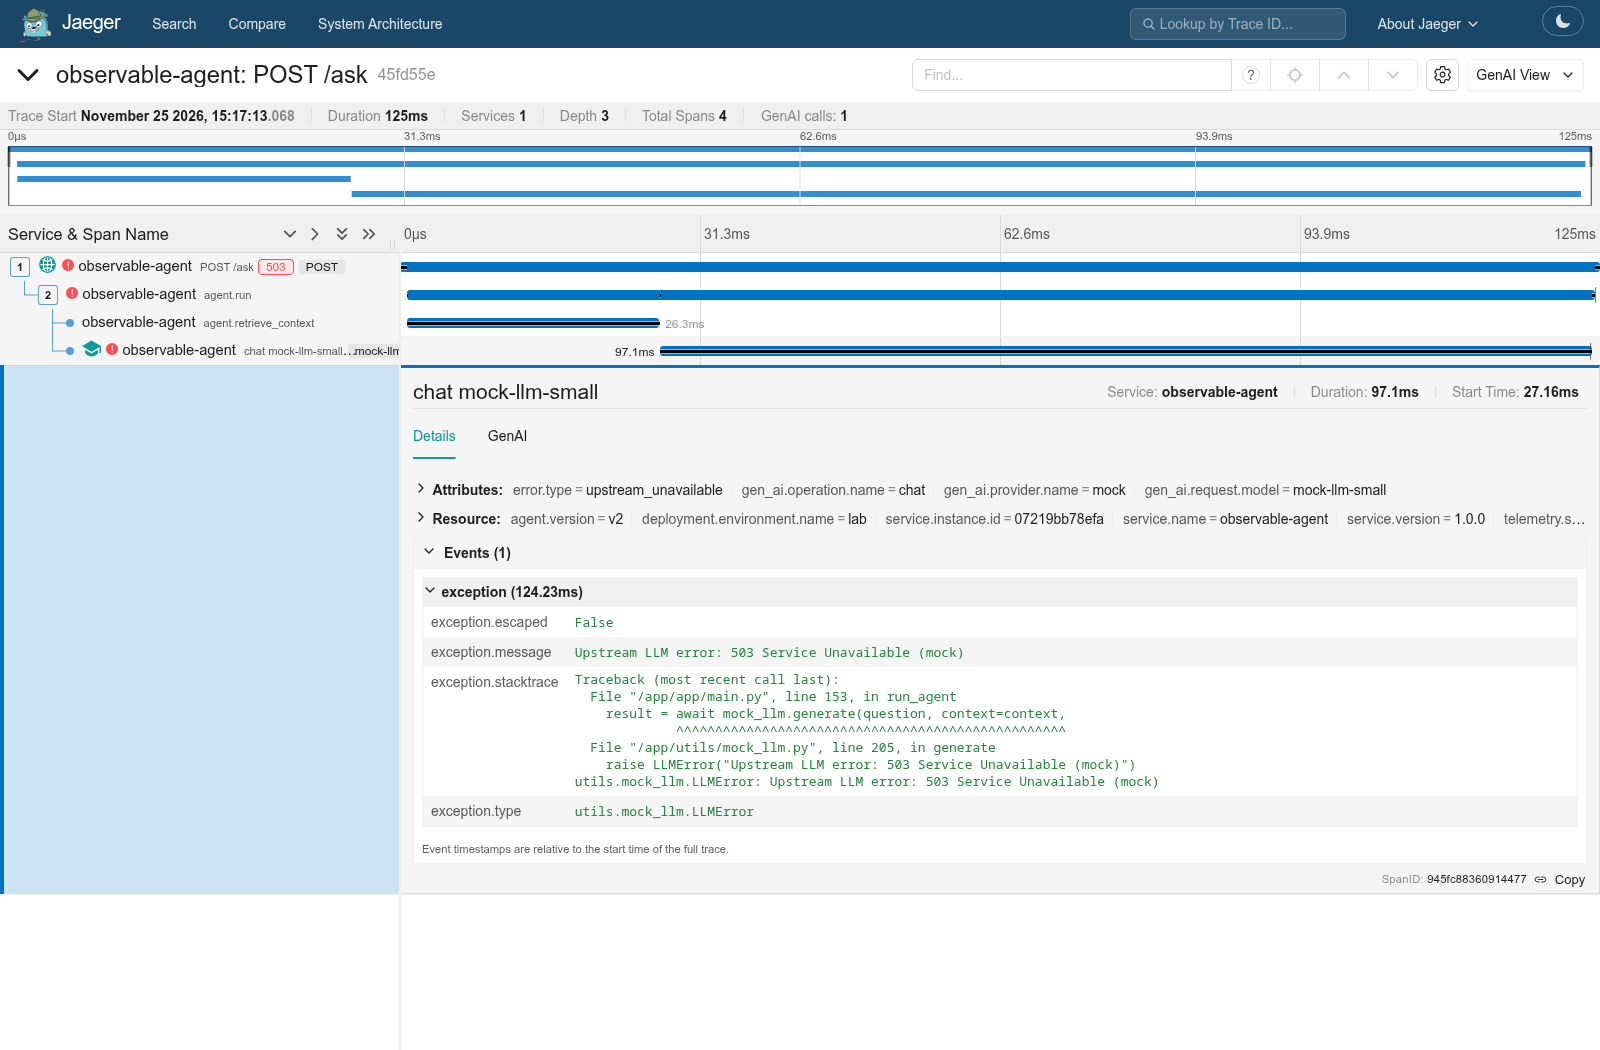 Jaeger
Search
Compare
System Architecture
Lookup by Trace ID...
About Jaeger
observable-agent: POST /ask 45fd55e
Find...
?
GenAI View
Trace Start November 25 2026, 15:17:13.068
Duration 125ms
Services 1
Depth 3
Total Spans 4
GenAI calls: 1
0μs
31.3ms
62.6ms
93.9ms
125ms
Service & Span Name
0μs
31.3ms
62.6ms
93.9ms
125ms
1 observable-agent POST /ask 503 POST
2 observable-agent agent.run
observable-agent agent.retrieve_context
26.3ms
observable-agent chat mock-llm-small... mock-llm
97.1ms
chat mock-llm-small
Service: observable-agent
Duration: 97.1ms
Start Time: 27.16ms
Details
GenAI
Attributes: error.type = upstream_unavailable gen_ai.operation.name = chat gen_ai.provider.name = mock gen_ai.request.model = mock-llm-small
Resource: agent.version = v2 deployment.environment.name = lab service.instance.id = 07219bb78efa service.name = observable-agent service.version = 1.0.0 telemetry.s...
Events (1)
exception (124.23ms)
exception.escaped False
exception.message Upstream LLM error: 503 Service Unavailable (mock)
exception.stacktrace Traceback (most recent call last):
File "/app/app/main.py", line 153, in run_agent
result = await mock_llm.generate(question, context=context,
^^^^^^^^^^^^^^^^^^^^^^^^^^^^^^^^^^^^^^^^^^^^^^^^^^
File "/app/utils/mock_llm.py", line 205, in generate
raise LLMError("Upstream LLM error: 503 Service Unavailable (mock)")
utils.mock_llm.LLMError: Upstream LLM error: 503 Service Unavailable (mock)
exception.type utils.mock_llm.LLMError
Event timestamps are relative to the start time of the full trace.
SpanID: 945fc88360914477 Copy